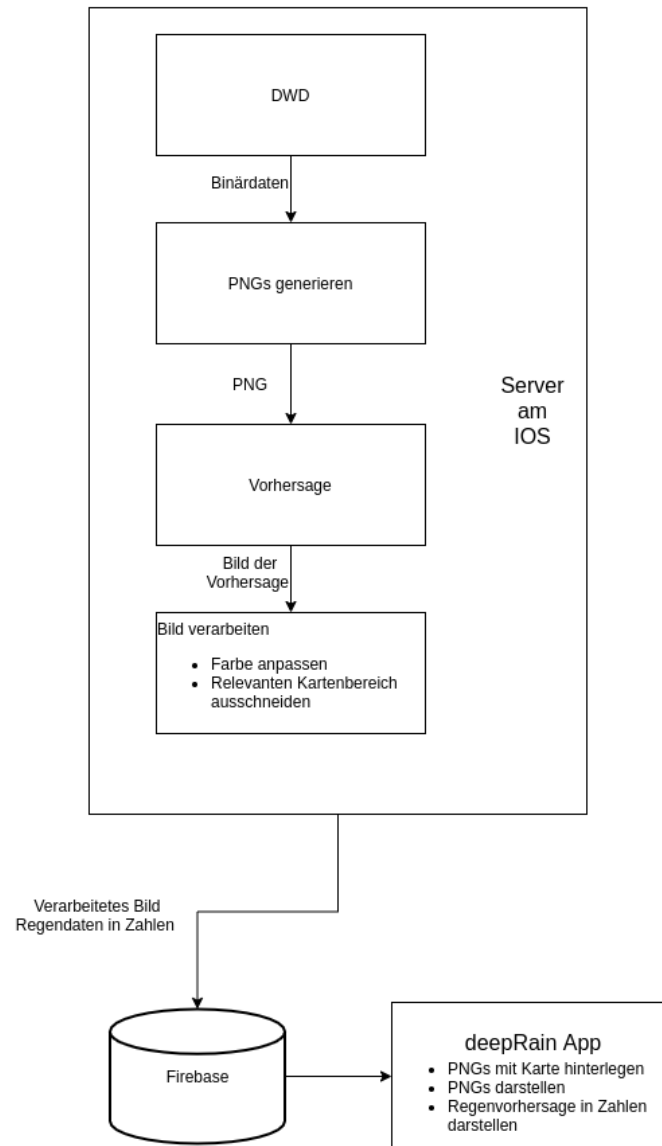 DWD
Binärdaten
PNGs generieren
PNG
Server
am
IOS
Vorhersage
Bild der
Vorhersage
Bild verarbeiten
Farbe anpassen
Relevanten Kartenbereich
ausschneiden
Verarbeitetes Bild
Regendaten in Zahlen
Firebase
deepRain App
PNGs mit Karte hinterlegen
PNGs darstellen
Regenvorhersage in Zahlen
darstellen